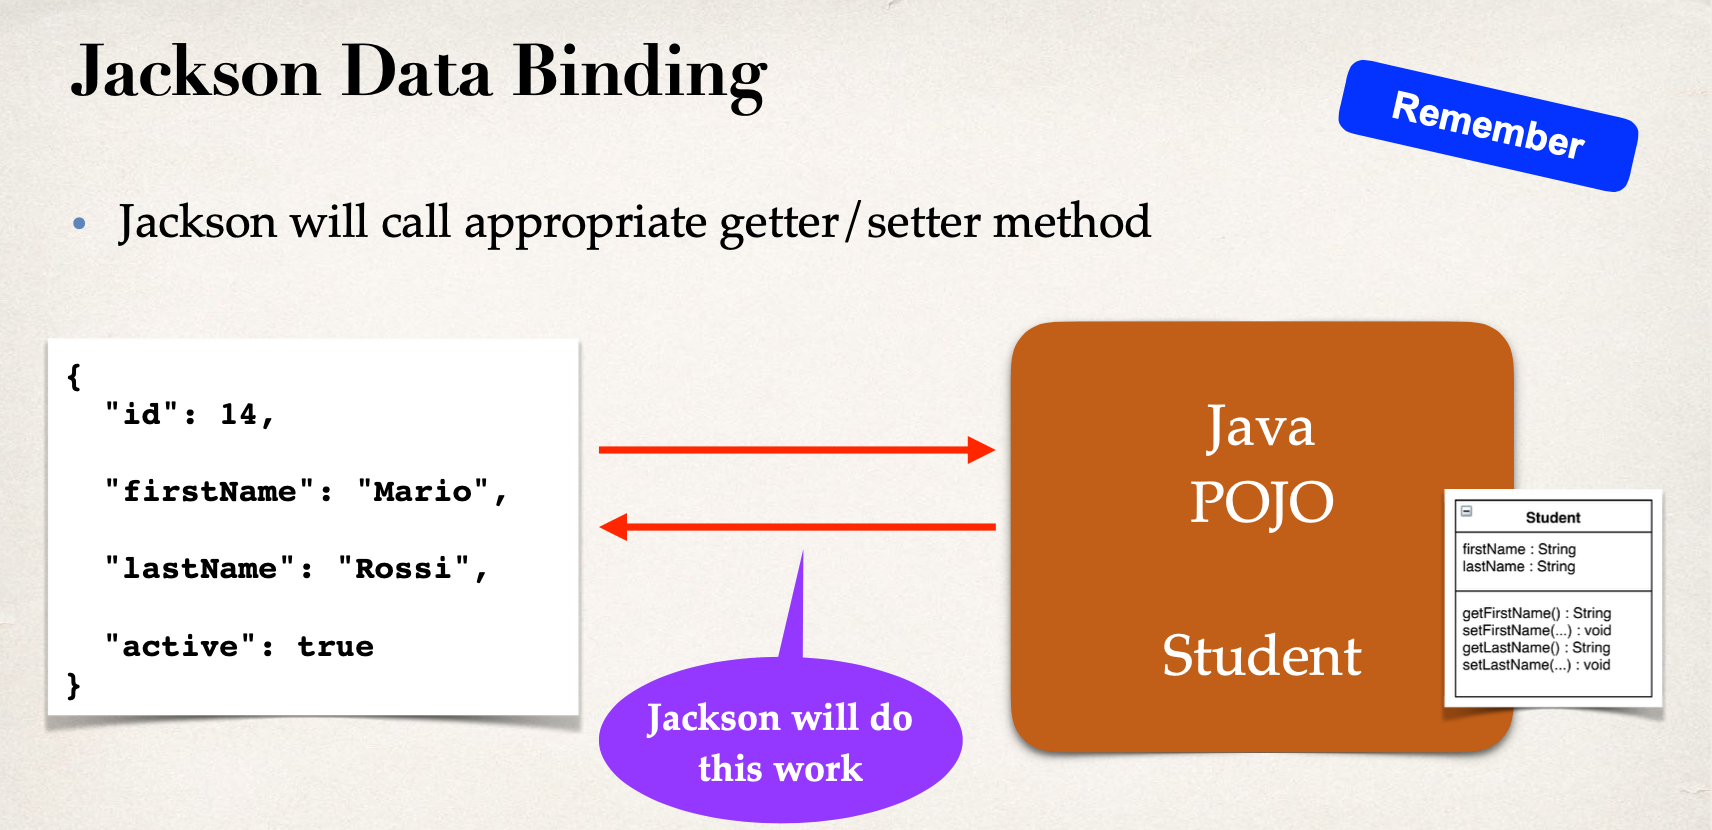 Jackson Data Binding
Remember
• Jackson will call appropriate getter/setter method
{
"id": 14,
"firstName": "Mario",
"lastName": "Rossi",
"active": true
}
Java
POJO
Student
Student
firstName : String
lastName : String
getFirstName() : String
setFirstName(...) : void
getLastName() : String
setLastName(...) : void
Jackson will do
this work